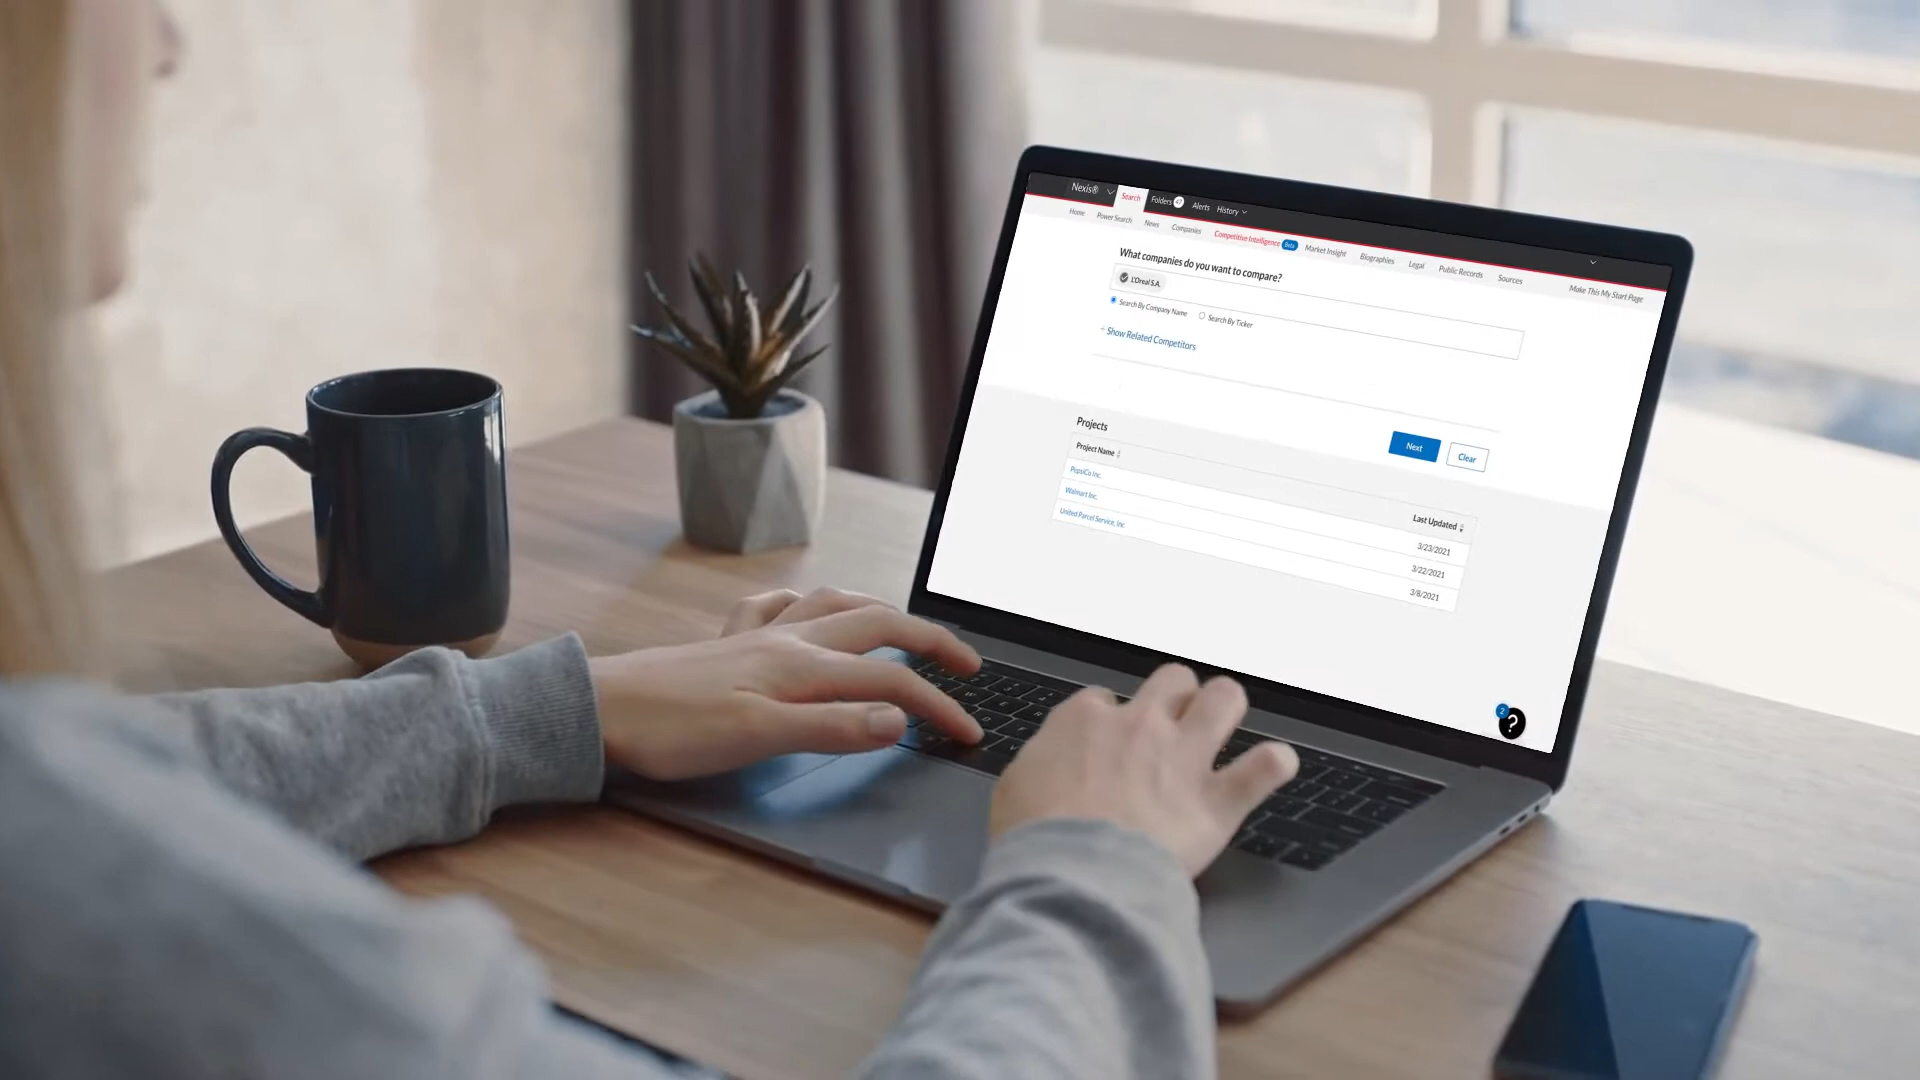 Nexis® Search Folders 47 Alerts History
Home Power Search News Companies Competitive Intelligence Beta Market Insight Biographies Legal Public Records Sources Make This My Start Page
What companies do you want to compare?
L'Oreal S.A.
Search By Company Name Search By Ticker
+ Show Related Competitors
Next Clear
Projects
Project Name Last Updated
PepsiCo Inc. 3/23/2021
Walmart Inc. 3/22/2021
United Parcel Service, Inc 3/8/2021
2
?